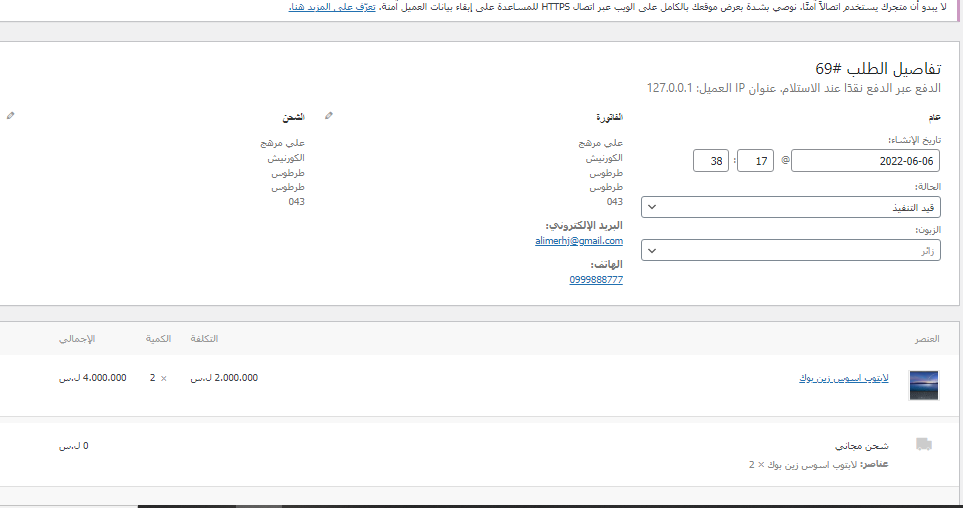 لا يبدو أن متجرك يستخدم اتصالاً آمنًا. نوصي بشدة بعرض موقعك بالكامل على الويب عبر اتصال HTTPS للمساعدة على إبقاء بيانات العميل آمنة. تعرّف على المزيد هنا.
تفاصيل الطلب #69
الدفع عبر الدفع نقدًا عند الاستلام. عنوان IP العميل: 127.0.0.1
عام
تاريخ الإنشاء:
2022-06-06 @ 17 : 38
الحالة:
قيد التنفيذ
الزبون:
زائر
الفاتورة
علي مرهج
الكورنيش
طرطوس
طرطوس
043
البريد الإلكتروني:
alimerhj@gmail.com
الهاتف:
0999888777
الشحن
علي مرهج
الكورنيش
طرطوس
طرطوس
043
العنصر التكلفة الكمية الإجمالي
لابتوب اسوس زين بوك 2.000.000 ل.س × 2 4.000.000 ل.س
شحن مجاني 0 ل.س
عناصر: لابتوب اسوس زين بوك × 2